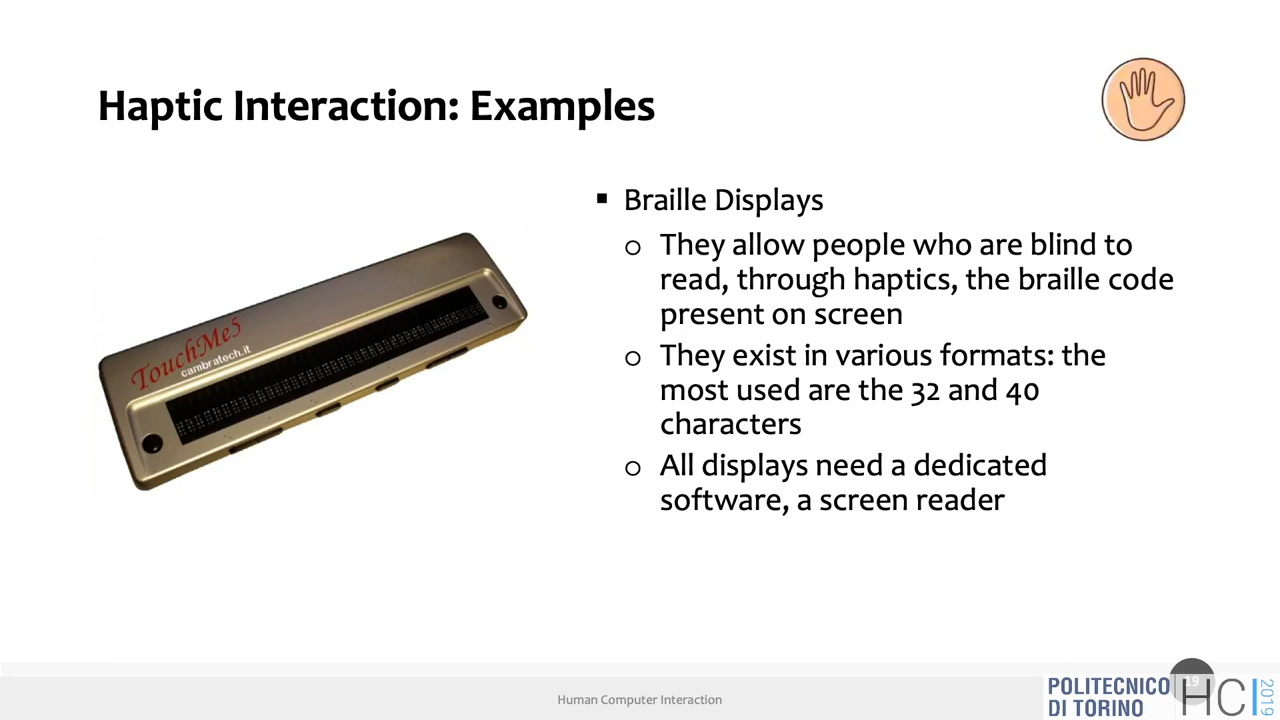 Haptic Interaction: Examples
TouchMe5
cambratech.it
▪ Braille Displays
o They allow people who are blind to
read, through haptics, the braille code
present on screen
o They exist in various formats: the
most used are the 32 and 40
characters
o All displays need a dedicated
software, a screen reader
Human Computer Interaction
POLITECNICO
DI TORINO
19
HCI
2019